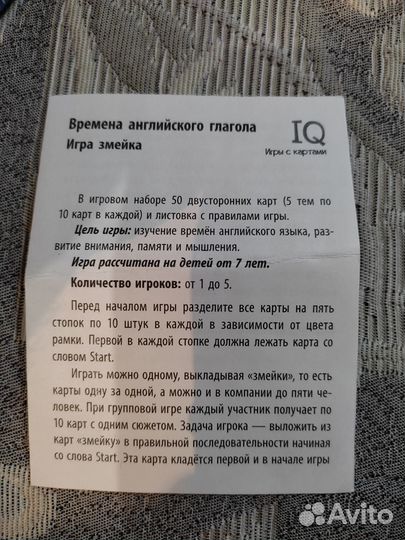 Времена английского глагола
Игра змейка
IQ
Игры с картами
В игровом наборе 50 двусторонних карт (5 тем по
10 карт в каждой) и листовка с правилами игры.
Цель игры: изучение времён английского языка, раз-
витие внимания, памяти и мышления.
Игра рассчитана на детей от 7 лет.
Количество игроков: от 1 до 5.
Перед началом игры разделите все карты на пять
стопок по 10 штук в каждой в зависимости от цвета
рамки. Первой в каждой стопке должна лежать карта со
словом Start.
Играть можно одному, выкладывая «змейки», то есть
карты одну за одной, а можно и в компании до пяти че-
ловек. При групповой игре каждый участник получает по
10 карт с одним сюжетом. Задача игрока — выложить из
карт «змейку» в правильной последовательности начиная
со слова Start. Эта карта кладётся первой и в начале игры
Avito